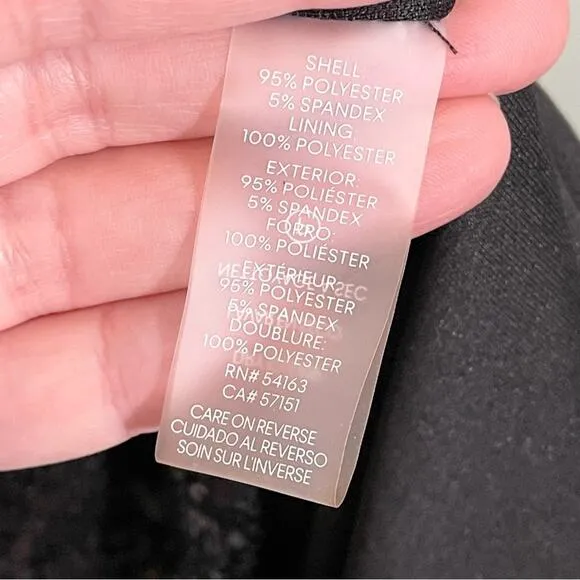 SHELL:
95% POLYESTER
5% SPANDEX
LINING:
100% POLYESTER
EXTERIOR:
95% POLIÉSTER
5% SPANDEX
FORRO:
100% POLIÉSTER
EXTÉRIEUR:
95% POLYESTER
5% SPANDEX
DOUBLURE:
100% POLYESTER
RN# 54163
CA# 57151
CARE ON REVERSE
CUIDADO AL REVERSO
SOIN SUR L'INVERSE